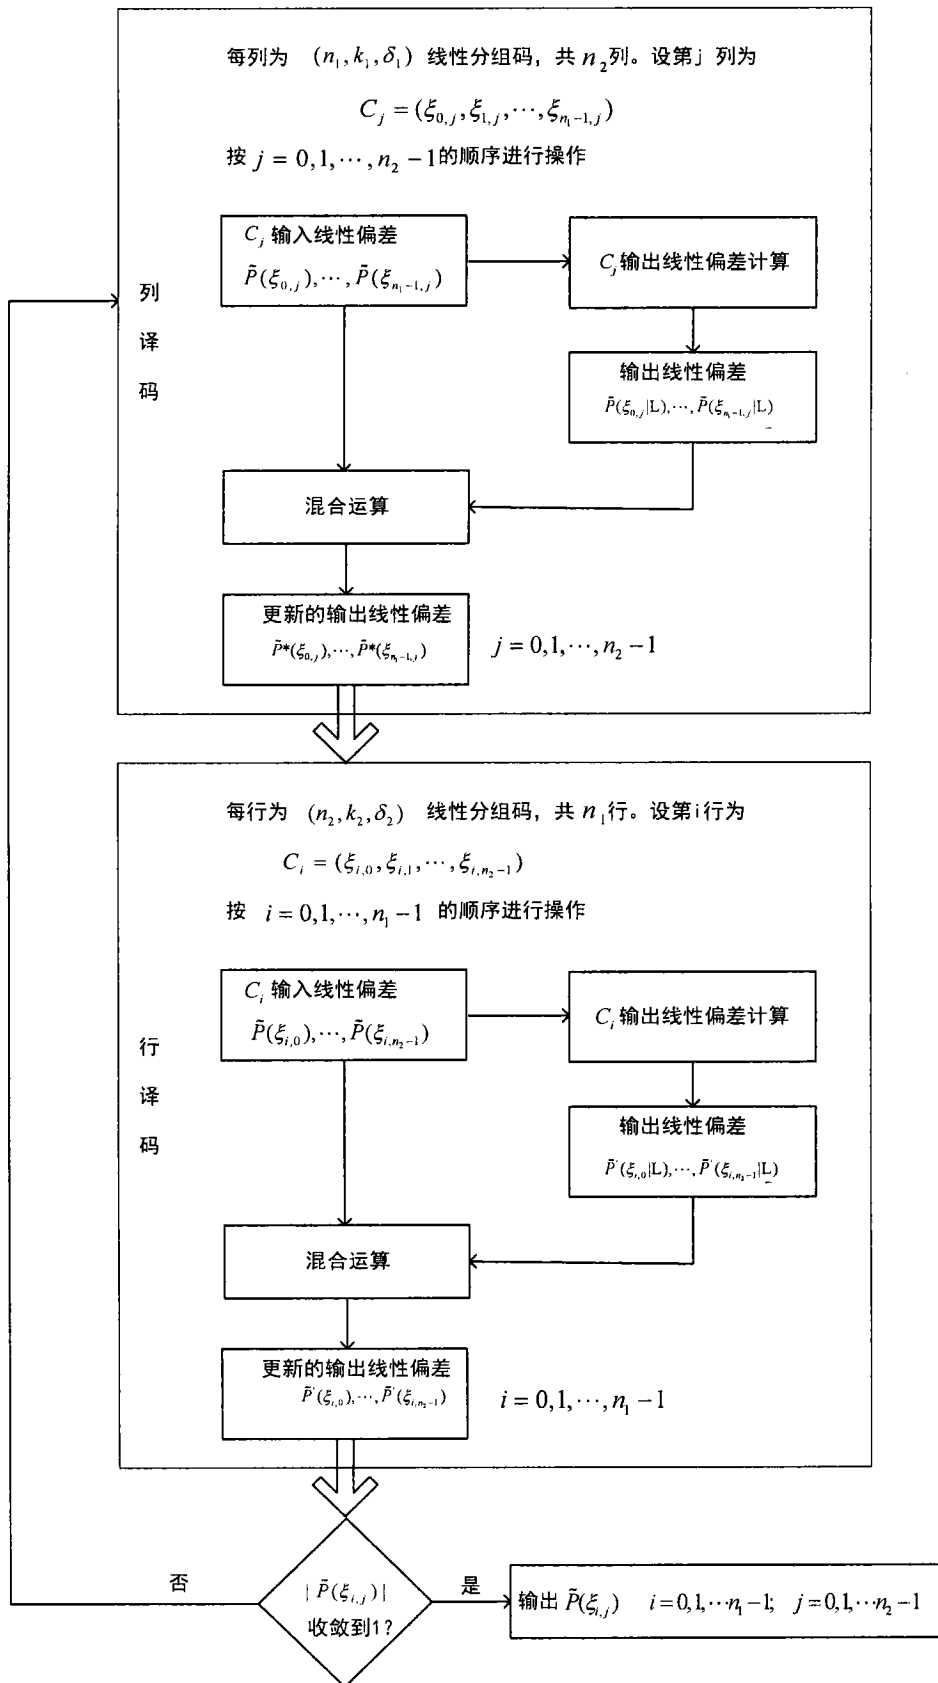 每列为 (n₁, k₁, δ₁) 线性分组码，共 n₂列。设第j 列为
C_j = (ξ_{0,j}, ξ_{1,j}, ⋯, ξ_{n₁-1,j})
按 j = 0,1,⋯, n₂ −1的顺序进行操作
列
译
码
C_j 输入线性偏差
P̃(ξ_{0,j}),⋯, P̃(ξ_{n₁-1,j})
C_j 输出线性偏差计算
输出线性偏差
P̃(ξ_{0,j}|L),⋯, P̃(ξ_{n₁-1,j}|L)
混合运算
更新的输出线性偏差
P̃*(ξ_{0,j}),⋯, P̃*(ξ_{n₁-1,j})
j = 0,1,⋯, n₂ −1
每行为 (n₂, k₂, δ₂) 线性分组码，共 n₁行。设第i行为
C_i = (ξ_{i,0}, ξ_{i,1}, ⋯, ξ_{i,n₂-1})
按 i = 0,1,⋯, n₁ −1 的顺序进行操作
行
译
码
C_i 输入线性偏差
P̃(ξ_{i,0}),⋯, P̃(ξ_{i,n₂-1})
C_i 输出线性偏差计算
输出线性偏差
P̃'(ξ_{i,0}|L),⋯, P̃'(ξ_{i,n₂-1}|L)
混合运算
更新的输出线性偏差
P̃'(ξ_{i,0}),⋯, P̃'(ξ_{i,n₂-1})
i = 0,1,⋯, n₁ −1
否
| P̃(ξ_{i,j}) |
收敛到1?
是
输出 P̃(ξ_{i,j}) i=0,1,⋯n₁−1; j=0,1,⋯n₂−1